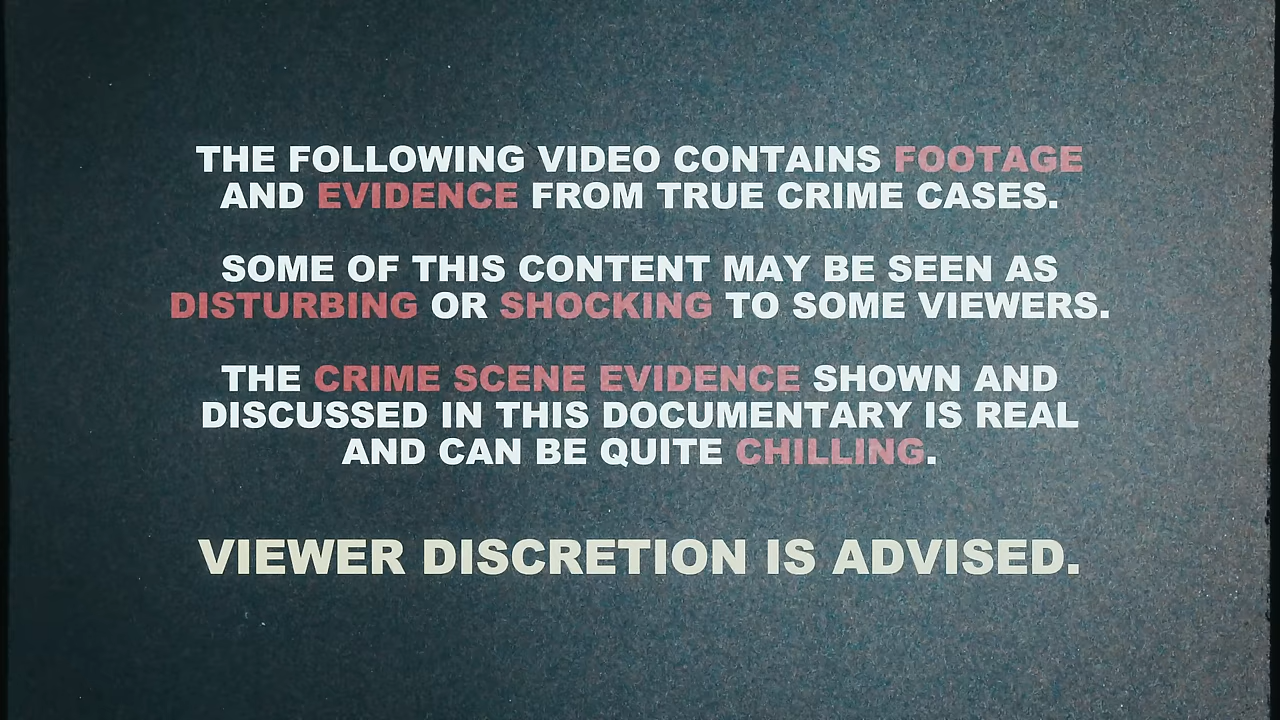 THE FOLLOWING VIDEO CONTAINS FOOTAGE
AND EVIDENCE FROM TRUE CRIME CASES.
SOME OF THIS CONTENT MAY BE SEEN AS
DISTURBING OR SHOCKING TO SOME VIEWERS.
THE CRIME SCENE EVIDENCE SHOWN AND
DISCUSSED IN THIS DOCUMENTARY IS REAL
AND CAN BE QUITE CHILLING.
VIEWER DISCRETION IS ADVISED.